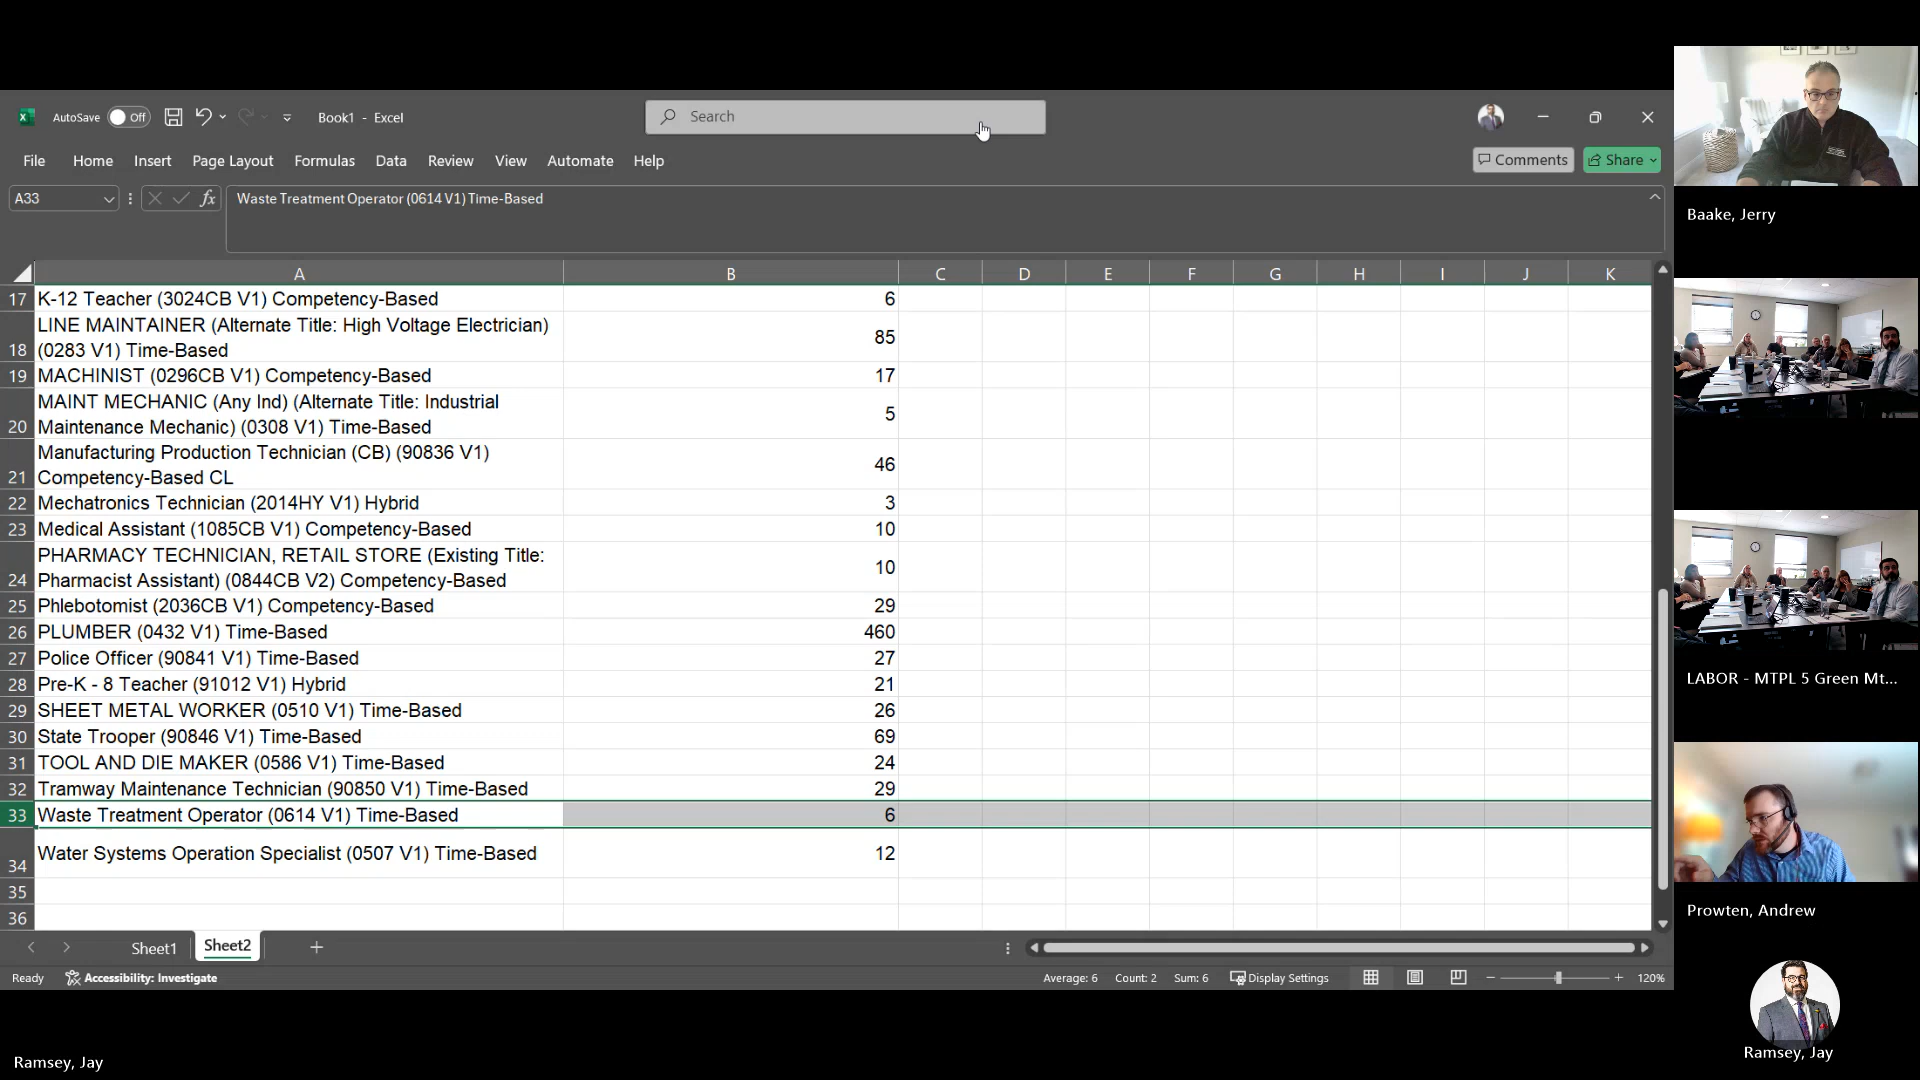 AutoSave Off Book1 - Excel Search
File Home Insert Page Layout Formulas Data Review View Automate Help Comments Share
A33 fx Waste Treatment Operator (0614 V1) Time-Based
A B C D E F G H I J K
17 K-12 Teacher (3024CB V1) Competency-Based 6
LINE MAINTAINER (Alternate Title: High Voltage Electrician)
18 (0283 V1) Time-Based 85
19 MACHINIST (0296CB V1) Competency-Based 17
MAINT MECHANIC (Any Ind) (Alternate Title: Industrial
20 Maintenance Mechanic) (0308 V1) Time-Based 5
Manufacturing Production Technician (CB) (90836 V1)
21 Competency-Based CL 46
22 Mechatronics Technician (2014HY V1) Hybrid 3
23 Medical Assistant (1085CB V1) Competency-Based 10
PHARMACY TECHNICIAN, RETAIL STORE (Existing Title:
24 Pharmacist Assistant) (0844CB V2) Competency-Based 10
25 Phlebotomist (2036CB V1) Competency-Based 29
26 PLUMBER (0432 V1) Time-Based 460
27 Police Officer (90841 V1) Time-Based 27
28 Pre-K - 8 Teacher (91012 V1) Hybrid 21
29 SHEET METAL WORKER (0510 V1) Time-Based 26
30 State Trooper (90846 V1) Time-Based 69
31 TOOL AND DIE MAKER (0586 V1) Time-Based 24
32 Tramway Maintenance Technician (90850 V1) Time-Based 29
33 Waste Treatment Operator (0614 V1) Time-Based 6
34 Water Systems Operation Specialist (0507 V1) Time-Based 12
35
36
Sheet1 Sheet2
Ready Accessibility: Investigate Average: 6 Count: 2 Sum: 6 Display Settings 120%
Ramsey, Jay
Baake, Jerry
LABOR - MTPL 5 Green Mt...
Prowten, Andrew
Ramsey, Jay